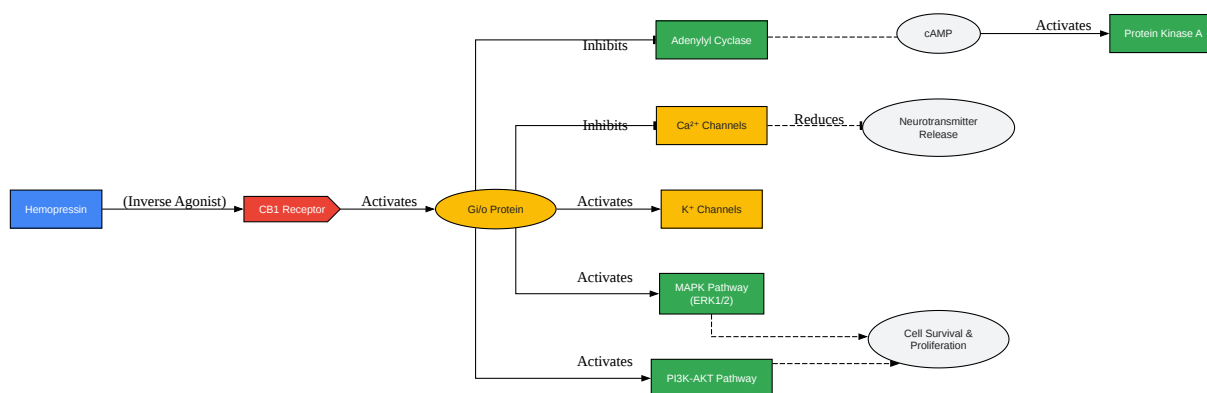 Inhibits
Adenylyl Cyclase
cAMP
Activates
Protein Kinase A
Inhibits
Ca²⁺ Channels
Reduces
Neurotransmitter
Release
Hemopressin
(Inverse Agonist)
CB1 Receptor
Activates
Gi/o Protein
Activates
K⁺ Channels
Activates
MAPK Pathway
(ERK1/2)
Cell Survival &
Proliferation
Activates
PI3K-AKT Pathway